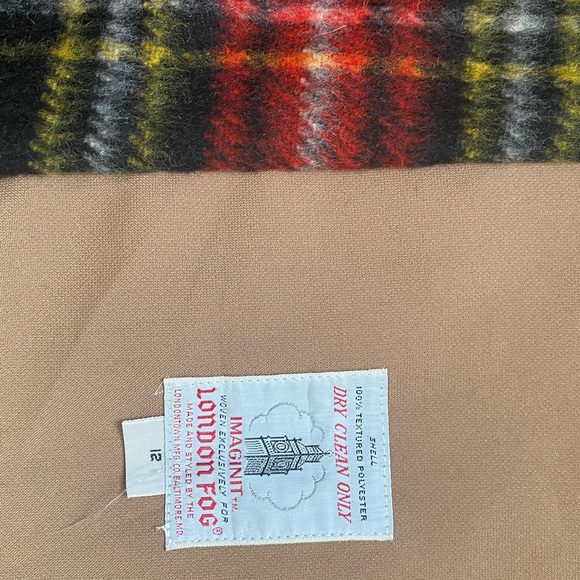 SHELL
100% TEXTURED POLYESTER
DRY CLEAN ONLY
IMAGINIT T.M.
WOVEN EXCLUSIVELY FOR
LONDON FOG®
MADE AND STYLED BY THE
LONDONTOWN MFG. CO. BALTIMORE, MD.
12